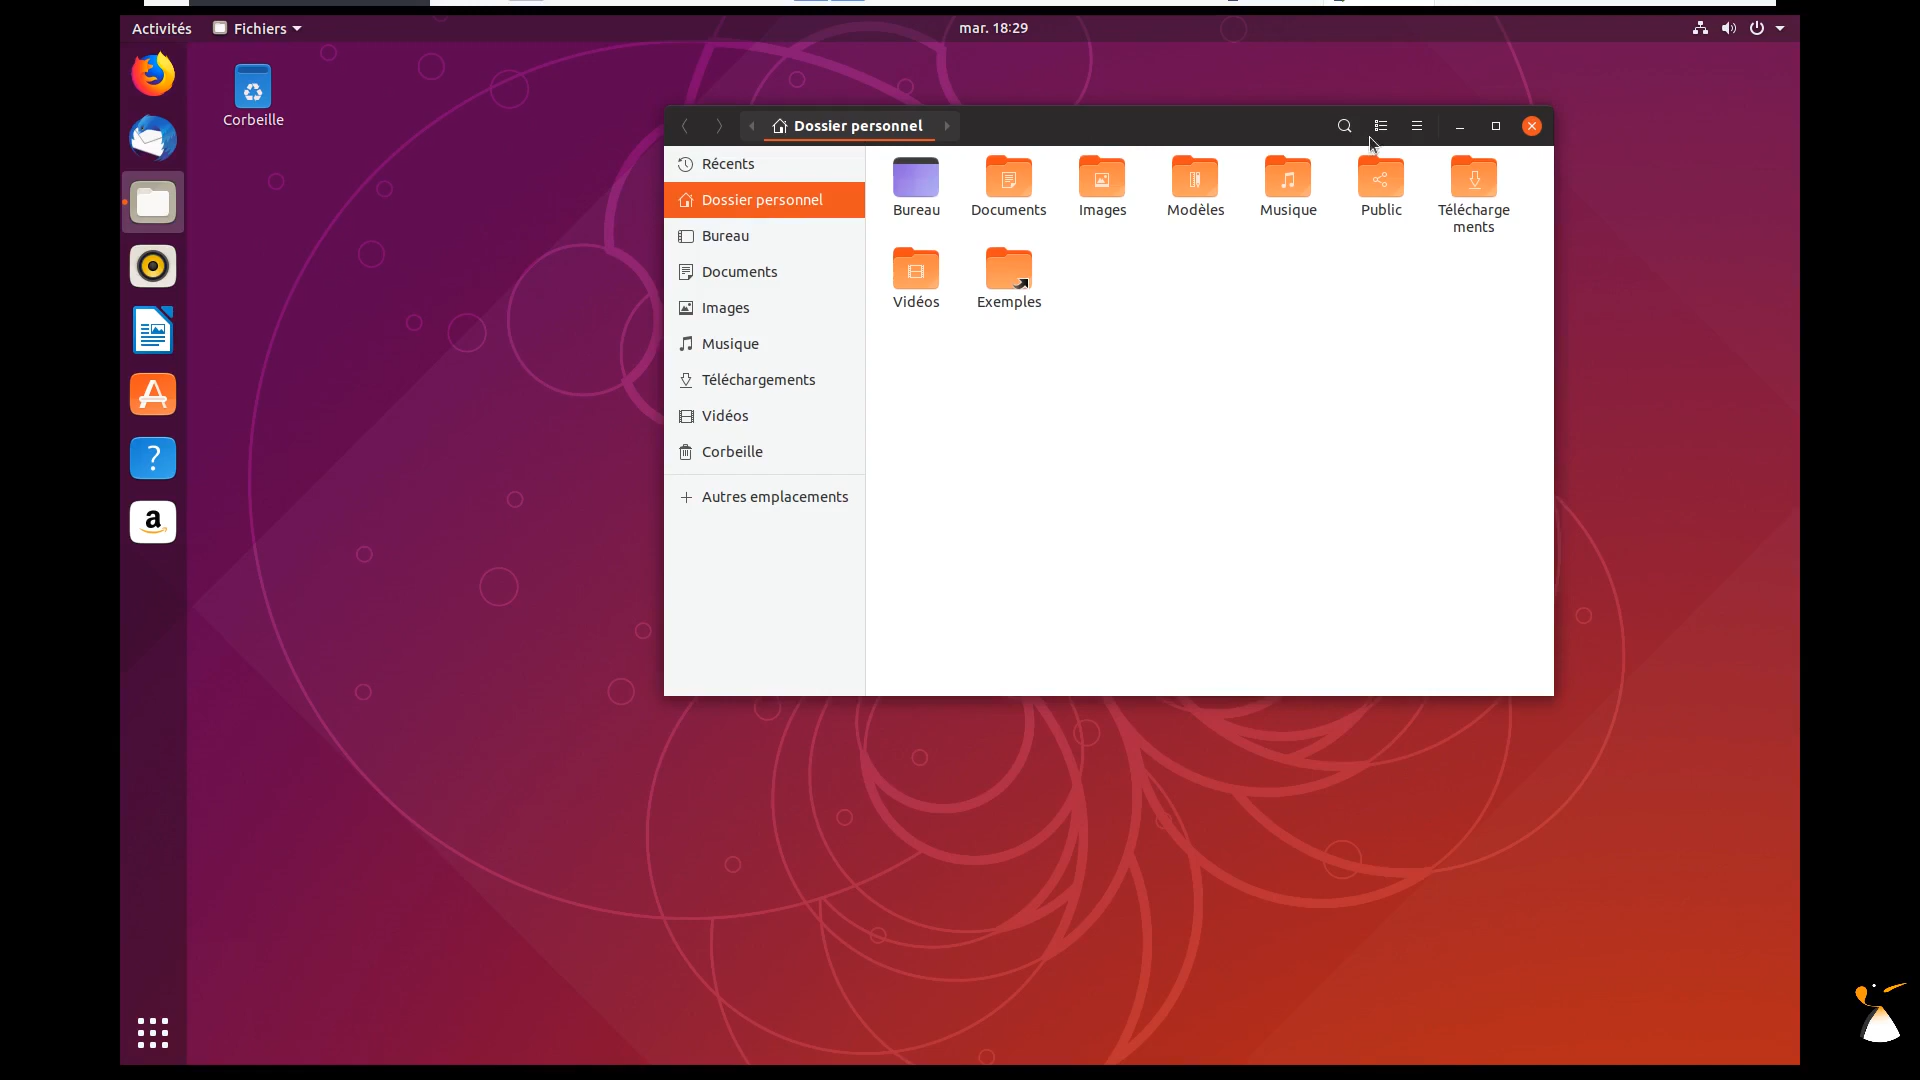 Activités
Fichiers
mar. 18:29
Corbeille
Dossier personnel
Récents
Dossier personnel
Bureau
Documents
Images
Musique
Téléchargements
Vidéos
Corbeille
Autres emplacements
Bureau
Documents
Images
Modèles
Musique
Public
Télécharge
ments
Vidéos
Exemples
A
?
a